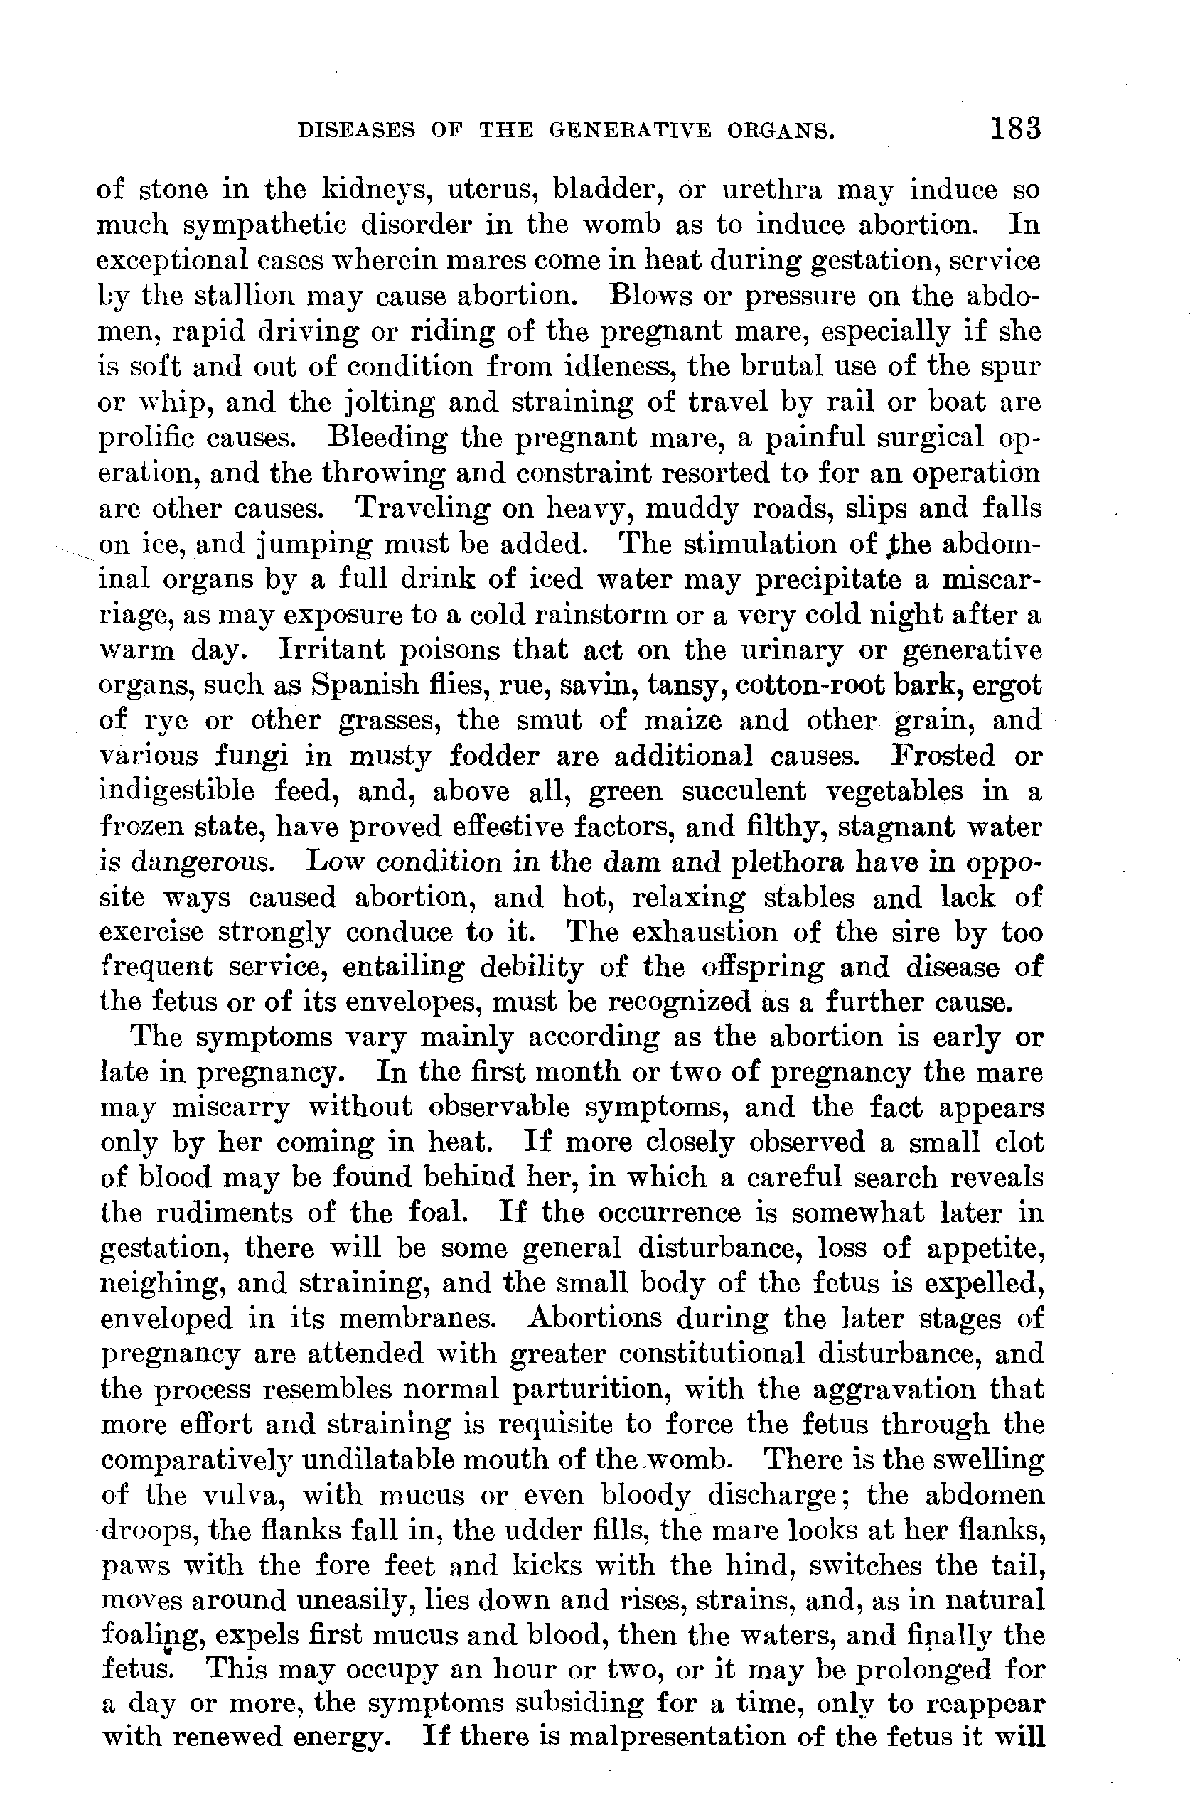 DISEASES OF THE GENERATIVE ORGANS. 183
of stone in the kidneys, uterus, bladder, or urethra may induce so
much sympathetic disorder in the womb as to induce abortion. In
exceptional cases wherein mares come in heat during gestation, service
by the stallion may cause abortion. Blows or pressure on the abdo-
men, rapid driving or riding of the pregnant mare, especially if she
is soft and out of condition from idleness, the brutal use of the spur
or whip, and the jolting and straining of travel by rail or boat are
prolific causes. Bleeding the pregnant mare, a painful surgical op-
eration, and the throwing and constraint resorted to for an operation
are other causes. Traveling on heavy, muddy roads, slips and falls
on ice, and jumping must be added. The stimulation of the abdom-
inal organs by a full drink of iced water may precipitate a miscar-
riage, as may exposure to a cold rainstorm or a very cold night after a
warm day. Irritant poisons that act on the urinary or generative
organs, such as Spanish flies, rue, savin, tansy, cotton-root bark, ergot
of rye or other grasses, the smut of maize and other grain, and
various fungi in musty fodder are additional causes. Frosted or
indigestible feed, and, above all, green succulent vegetables in a
frozen state, have proved effective factors, and filthy, stagnant water
is dangerous. Low condition in the dam and plethora have in oppo-
site ways caused abortion, and hot, relaxing stables and lack of
exercise strongly conduce to it. The exhaustion of the sire by too
frequent service, entailing debility of the offspring and disease of
the fetus or of its envelopes, must be recognized as a further cause.
The symptoms vary mainly according as the abortion is early or
late in pregnancy. In the first month or two of pregnancy the mare
may miscarry without observable symptoms, and the fact appears
only by her coming in heat. If more closely observed a small clot
of blood may be found behind her, in which a careful search reveals
the rudiments of the foal. If the occurrence is somewhat later in
gestation, there will be some general disturbance, loss of appetite,
neighing, and straining, and the small body of the fetus is expelled,
enveloped in its membranes. Abortions during the later stages of
pregnancy are attended with greater constitutional disturbance, and
the process resembles normal parturition, with the aggravation that
more effort and straining is requisite to force the fetus through the
comparatively undilatable mouth of the womb. There is the swelling
of the vulva, with mucus or even bloody discharge; the abdomen
droops, the flanks fall in, the udder fills, the mare looks at her flanks,
paws with the fore feet and kicks with the hind, switches the tail,
moves around uneasily, lies down and rises, strains, and, as in natural
foaling, expels first mucus and blood, then the waters, and finally the
fetus. This may occupy an hour or two, or it may be prolonged for
a day or more, the symptoms subsiding for a time, only to reappear
with renewed energy. If there is malpresentation of the fetus it will